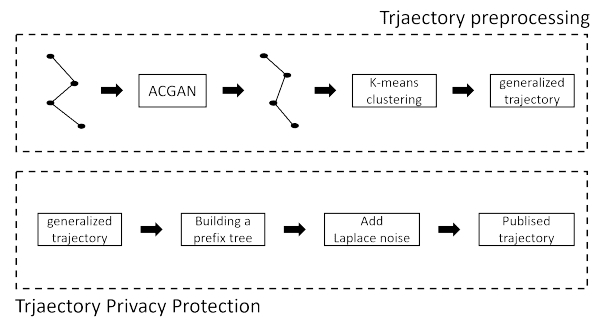 Trjaectory preprocessing
ACGAN
K-means
clustering
generalized
trajectory
generalized
trajectory
Building a
prefix tree
Add
Laplace noise
Publised
trajectory
Trjaectory Privacy Protection